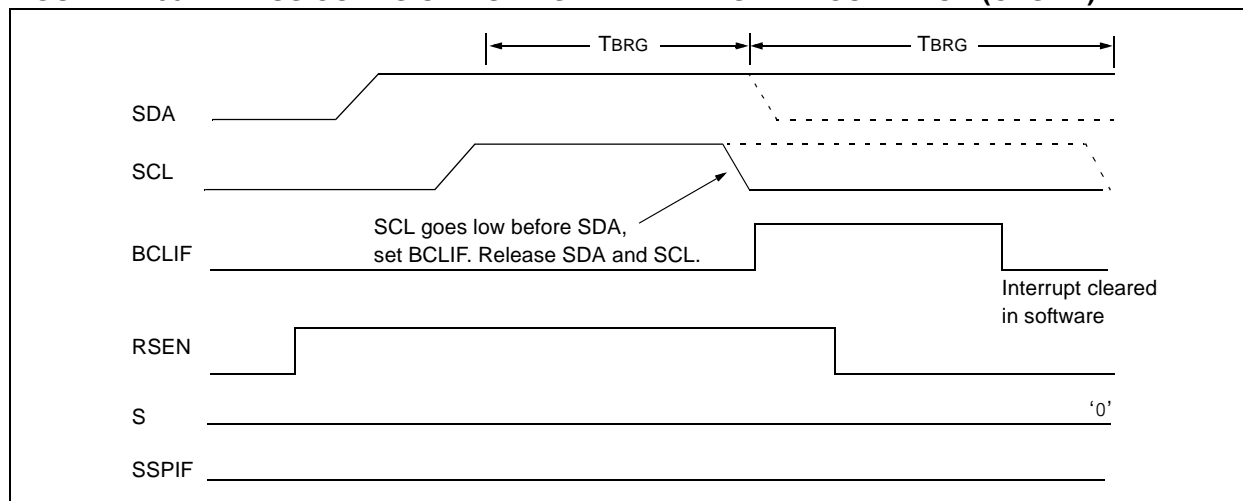 TBRG TBRG
SDA
SCL
SCL goes low before SDA,
set BCLIF. Release SDA and SCL.
BCLIF
Interrupt cleared
in software
RSEN
S
‘0’
SSPIF